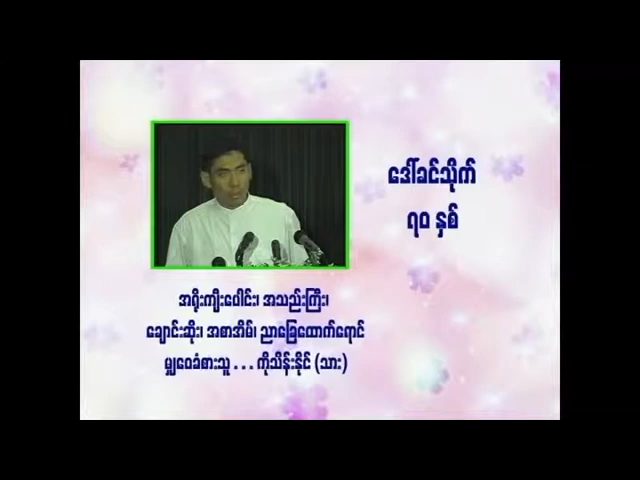 ဒေါ်ခင်သိုက်
၇၀ နှစ်
အရိုးကျီးပေါင်း၊ အသည်းကြီး၊
ချောင်းဆိုး၊ အစာအိမ်၊ ညာခြေထောက်ရောင်
မျှဝေခံစားသူ . . . ကိုသိန်းနိုင် (သား)